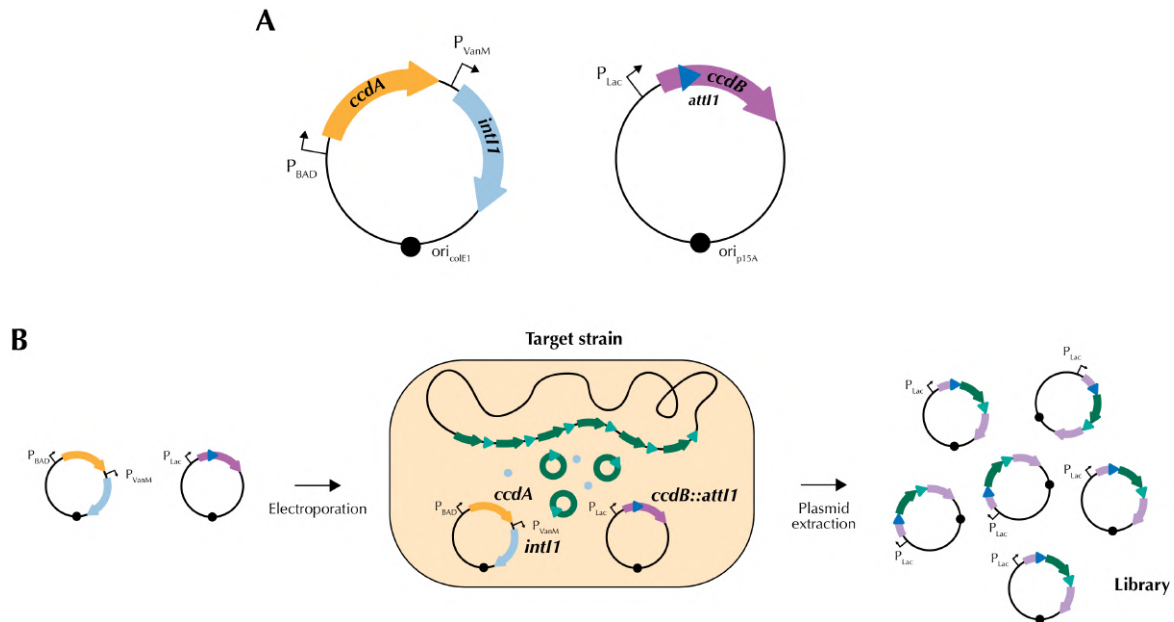 A
P_VanM
ccdA
intI1
P_BAD
ori_colE1
P_Lac
ccdB
attI1
ori_p15A
B
Target strain
P_BAD
P_VanM
P_Lac
Electroporation
ccdA
P_BAD
P_VanM
intI1
ccdB::attI1
P_Lac
Plasmid
extraction
P_Lac
P_Lac
P_Lac
P_Lac
P_Lac
P_Lac
Library